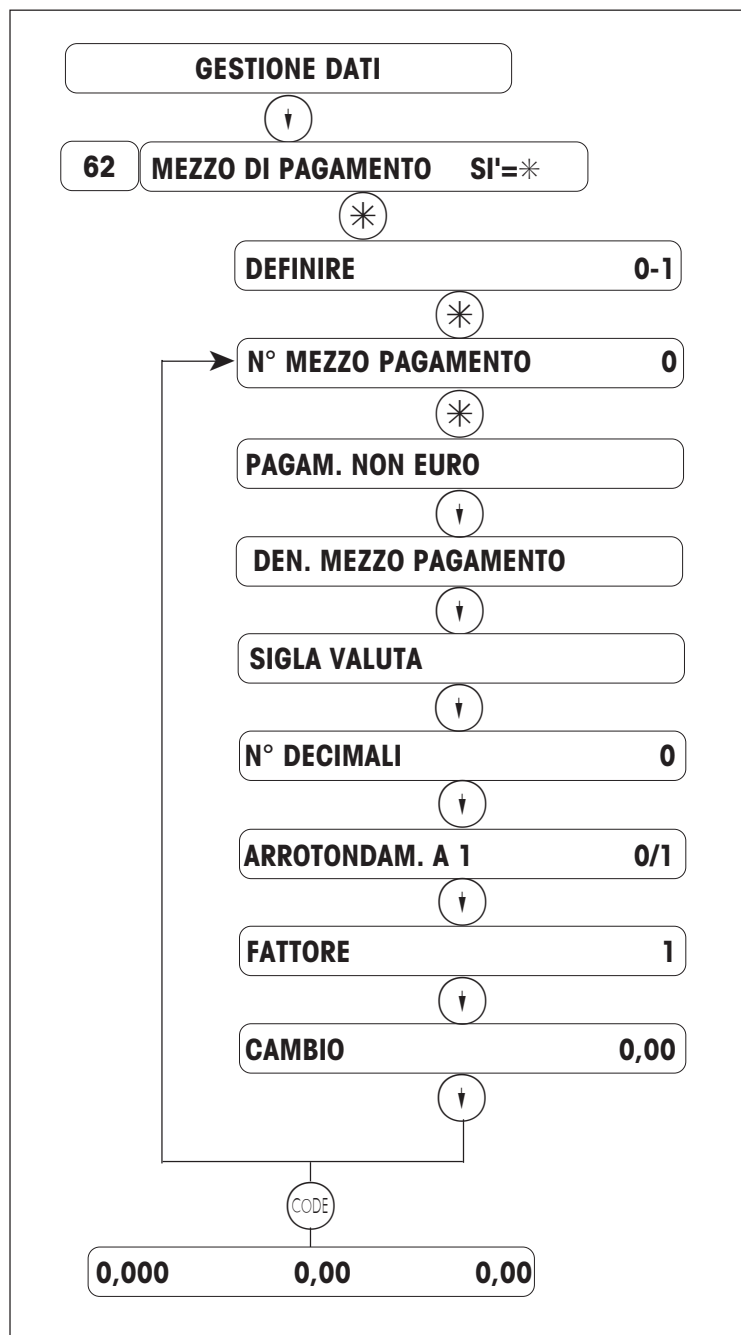 GESTIONE DATI
62 MEZZO DI PAGAMENTO SI'=✳
✳
DEFINIRE 0-1
✳
N° MEZZO PAGAMENTO 0
✳
PAGAM. NON EURO
DEN. MEZZO PAGAMENTO
SIGLA VALUTA
N° DECIMALI 0
ARROTONDAM. A 1 0/1
FATTORE 1
CAMBIO 0,00
CODE
0,000 0,00 0,00